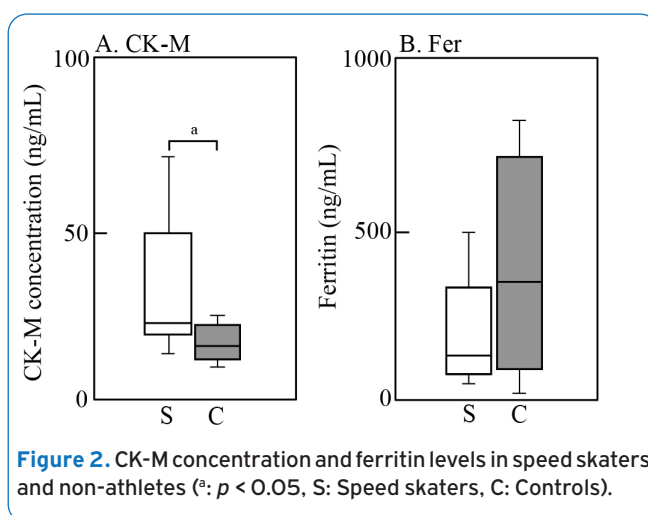 A. CK-M
100
50
0
CK-M concentration (ng/mL)
a
S C
B. Fer
1000
500
0
Ferritin (ng/mL)
S C
Figure 2. CK-M concentration and ferritin levels in speed skaters
and non-athletes (ᵃ: p < 0.05, S: Speed skaters, C: Controls).